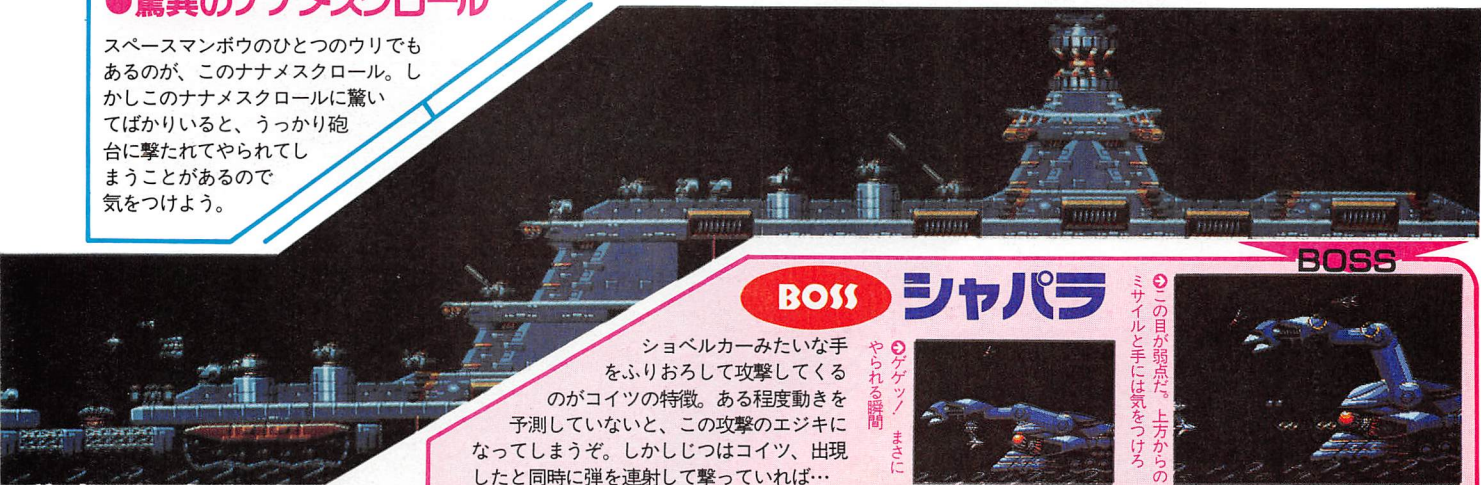 ●驚異のナナメスクロール
スペースマンボウのひとつのウリでも
あるのが、このナナメスクロール。し
かしこのナナメスクロールに驚い
てばかりいると、うっかり砲
台に撃たれてやられてし
まうことがあるので
気をつけよう。
BOSS
BOSS シャパラ
ショベルカーみたいな手
をふりおろして攻撃してくる
のがコイツの特徴。ある程度動きを
予測していないと、この攻撃のエジキに
なってしまうぞ。しかしじつはコイツ、出現
したと同時に弾を連射して撃っていれば…
➲ゲゲッ！ まさに
やられる瞬間
➲この目が弱点だ。上方からの
ミサイルと手には気をつけろ